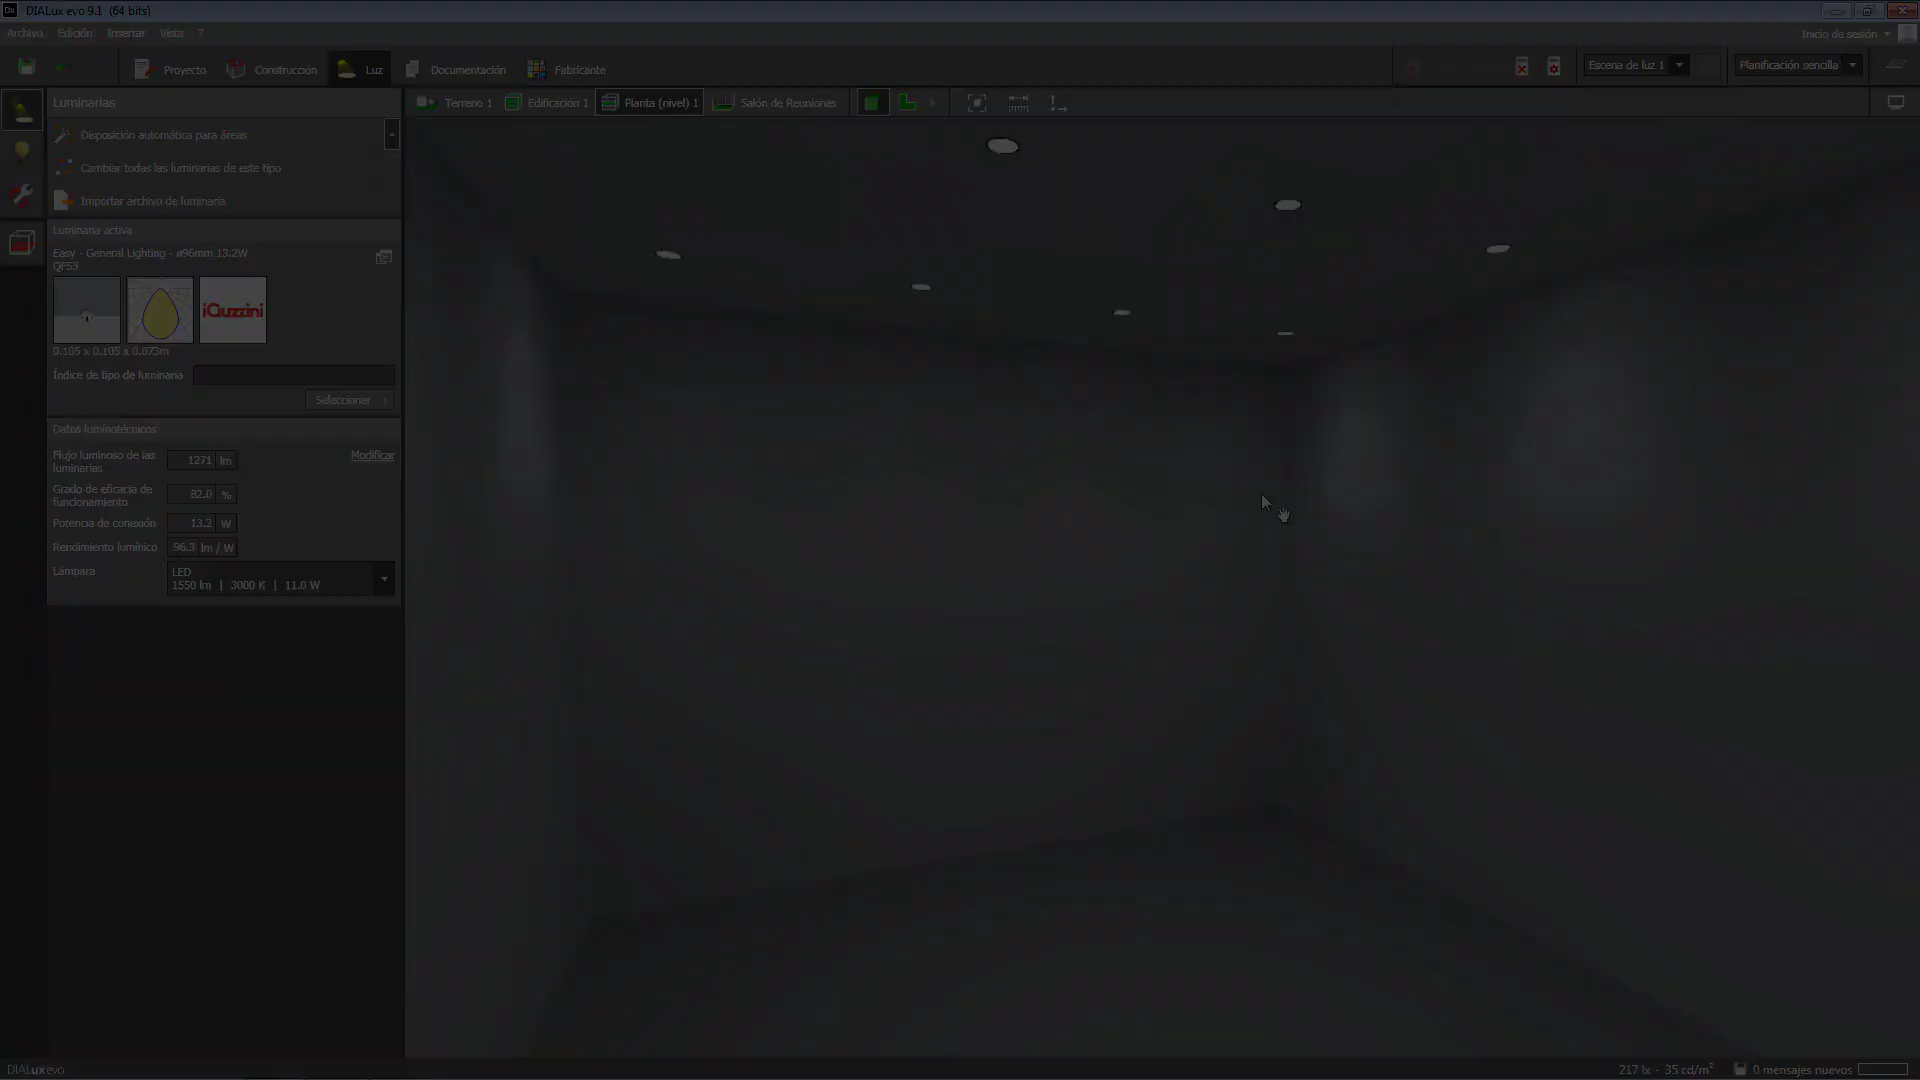 DIALux evo 9.1 (64 bits)
Archivo Edición Insertar Vista ?
Inicio de sesión
Proyecto Construcción Luz Documentación Fabricante
Escena de luz 1 Planificación sencilla
Luminarias
Terreno 1 Edificación 1 Planta (nivel) 1 Salón de Reuniones
Disposición automática para áreas
Cambiar todas las luminarias de este tipo
Importar archivo de luminaria
Luminaria activa
Easy - General Lighting - ø96mm 13.2W
QF53
iGuzzini
0.105 x 0.105 x 0.073m
Índice de tipo de luminaria
Seleccionar
Datos luminotécnicos
Flujo luminoso de las luminarias 1271 lm Modificar
Grado de eficacia de funcionamiento 82.0 %
Potencia de conexión 13.2 W
Rendimiento lumínico 96.3 lm / W
Lámpara LED
1550 lm | 3000 K | 11.0 W
DIALux evo
217 lx - 35 cd/m² 0 mensajes nuevos